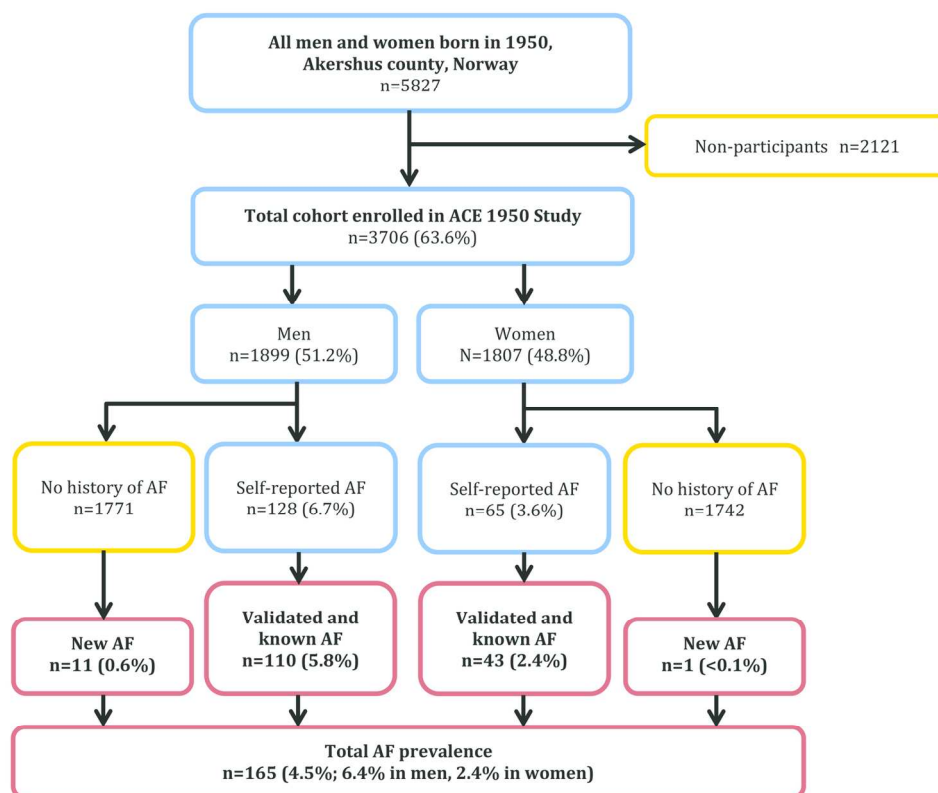 All men and women born in 1950,
Akershus county, Norway
n=5827
Non-participants n=2121
Total cohort enrolled in ACE 1950 Study
n=3706 (63.6%)
Men
n=1899 (51.2%)
Women
N=1807 (48.8%)
No history of AF
n=1771
Self-reported AF
n=128 (6.7%)
Self-reported AF
n=65 (3.6%)
No history of AF
n=1742
New AF
n=11 (0.6%)
Validated and
known AF
n=110 (5.8%)
Validated and
known AF
n=43 (2.4%)
New AF
n=1 (<0.1%)
Total AF prevalence
n=165 (4.5%; 6.4% in men, 2.4% in women)